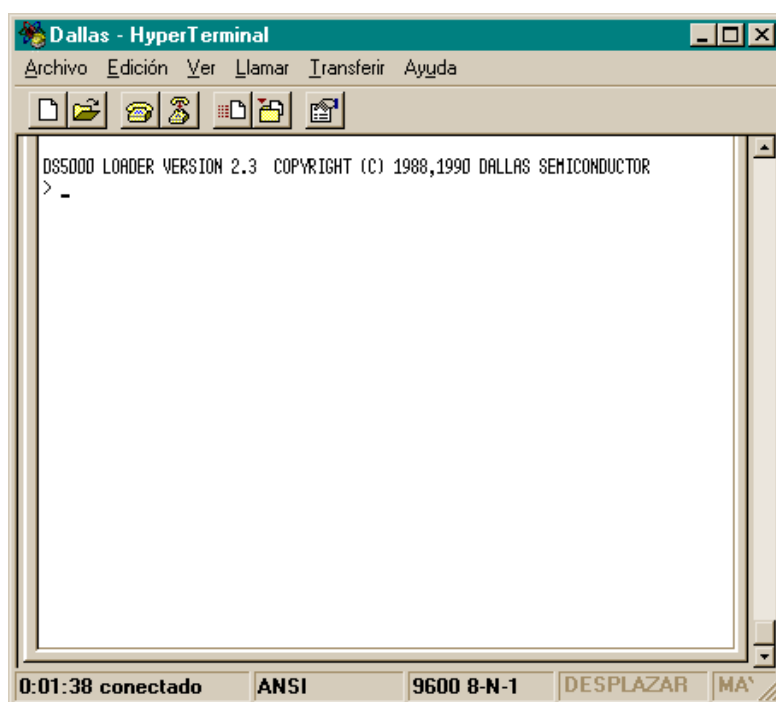 Dallas - HyperTerminal
Archivo Edición Ver Llamar Transferir Ayuda
DS5000 LOADER VERSION 2.3 COPYRIGHT (C) 1988,1990 DALLAS SEMICONDUCTOR
> _
0:01:38 conectado ANSI 9600 8-N-1 DESPLAZAR MAY